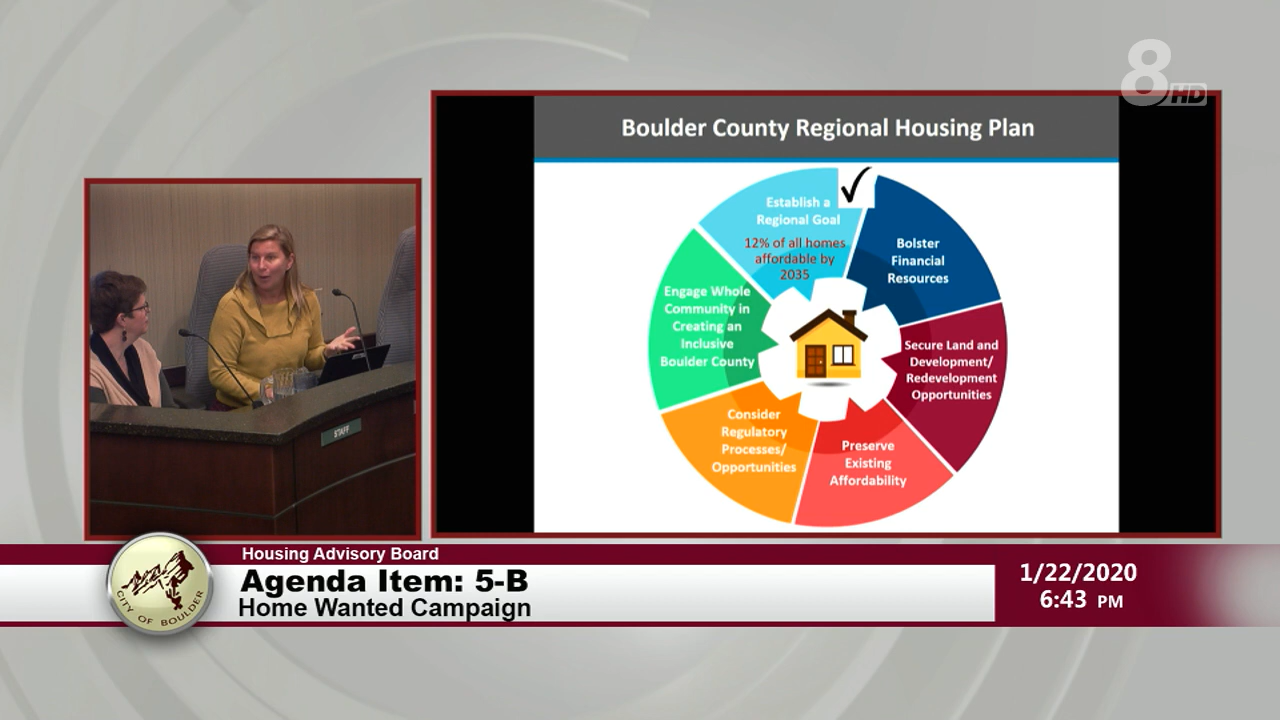 8
HD
Boulder County Regional Housing Plan
Establish a
Regional Goal
12% of all homes
affordable by
2035
Bolster
Financial
Resources
Secure Land and
Development/
Redevelopment
Opportunities
Preserve
Existing
Affordability
Consider
Regulatory
Processes/
Opportunities
Engage Whole
Community in
Creating an
Inclusive
Boulder County
STAFF
CITY OF BOULDER
Housing Advisory Board
Agenda Item: 5-B
Home Wanted Campaign
1/22/2020
6:43 PM